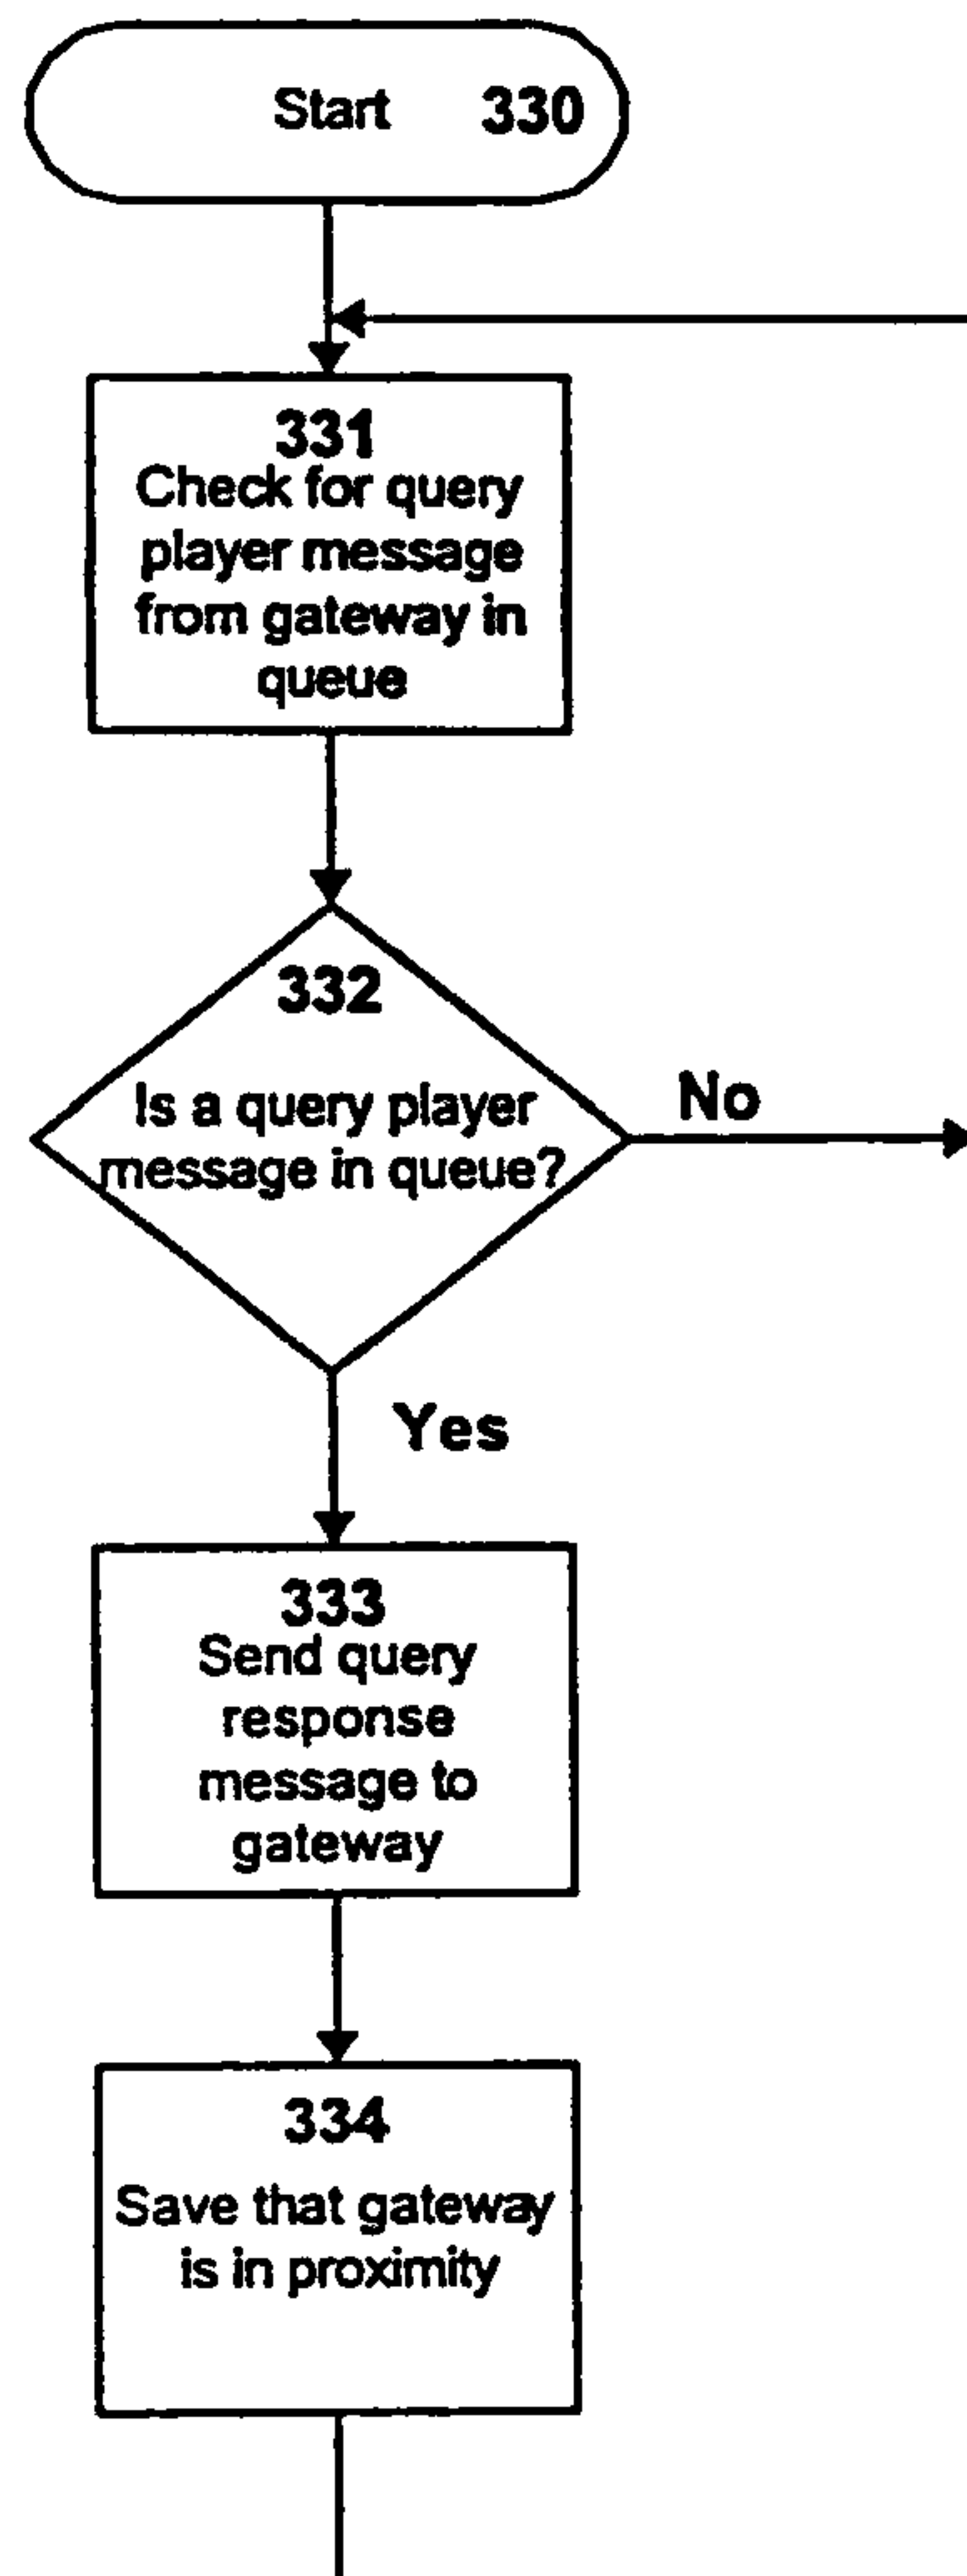 Start 330
331
Check for query
player message
from gateway in
queue
332
Is a query player
message in queue?
No
Yes
333
Send query
response
message to
gateway
334
Save that gateway
is in proximity